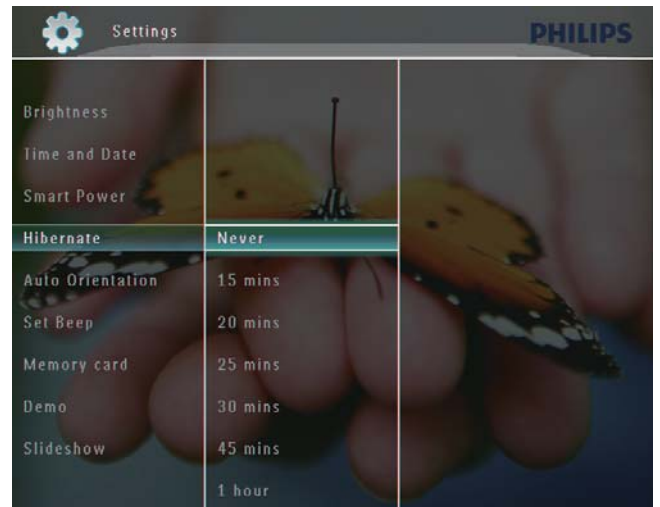 Settings
PHILIPS
Brightness
Time and Date
Smart Power
Hibernate
Auto Orientation
Set Beep
Memory card
Demo
Slideshow
Never
15 mins
20 mins
25 mins
30 mins
45 mins
1 hour